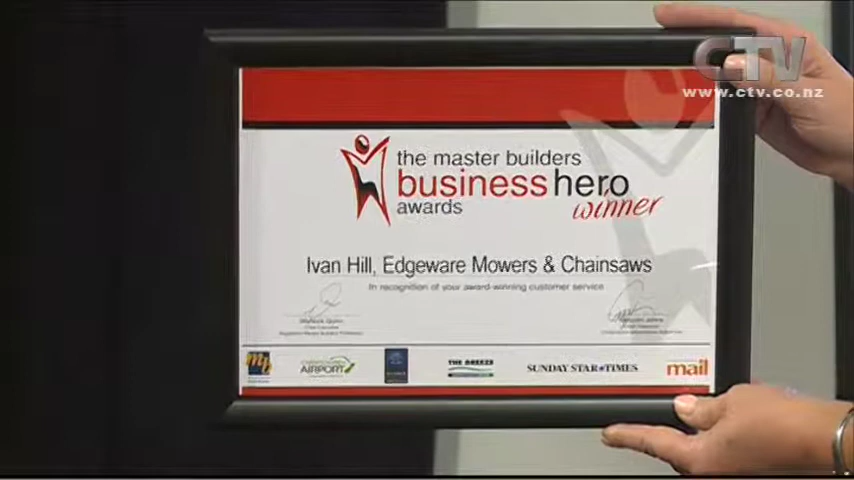 CTV
www.ctv.co.nz
the master builders
business hero
awards
winner
Ivan Hill, Edgeware Mowers & Chainsaws
In recognition of your award-winning customer service
AIRPORT
THE BREEZE
SUNDAY STAR★TIMES
mail